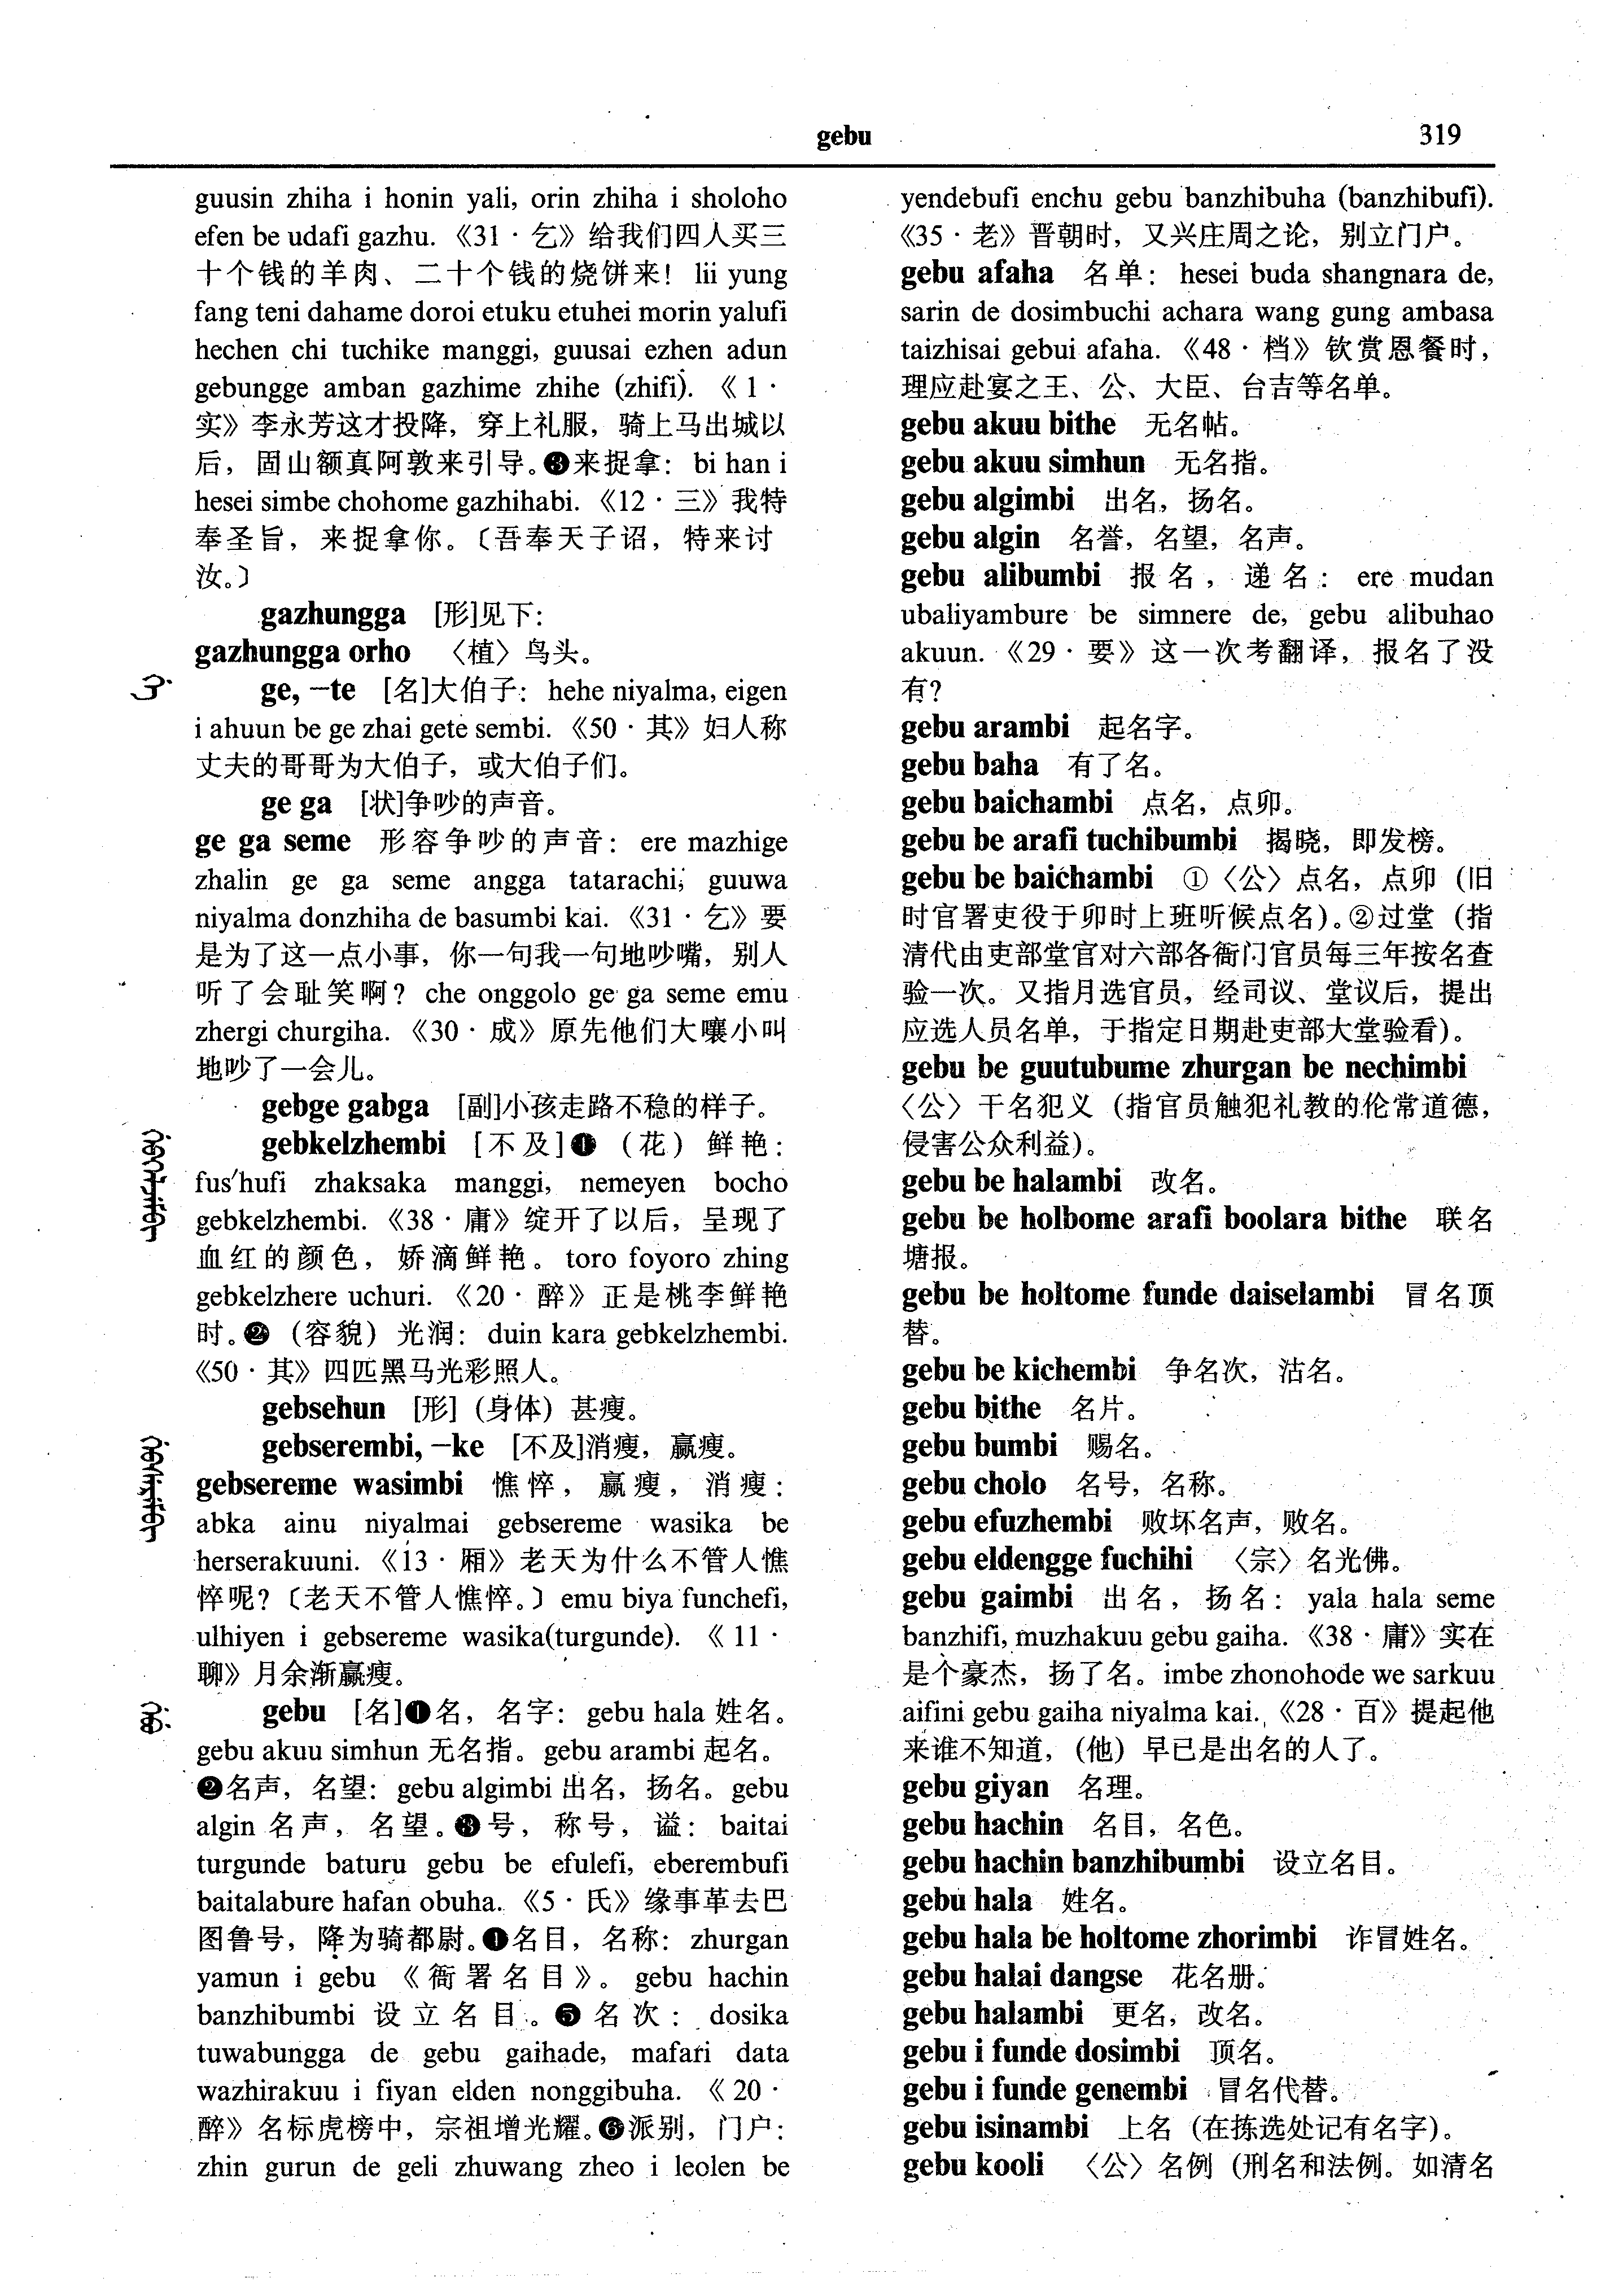 gebu
319
guusin zhiha i honin yali, orin zhiha i sholoho
efen be udafi gazhu. 《31 · 乞》给我们四人买三
十个钱的羊肉、二十个钱的烧饼来! lii yung
fang teni dahame doroi etuku etuhei morin yalufi
hechen chi tuchike manggi, guusai ezhen adun
gebungge amban gazhime zhihe (zhifi). 《1 ·
实》李永芳这才投降，穿上礼服，骑上马出城以
后，固山额真阿敦来引导。❸来捉拿: bi han i
hesei simbe chohome gazhihabi. 《12 · 三》我特
奉圣旨，来捉拿你。〔吾奉天子诏，特来讨
汝。〕
gazhungga [形]见下:
gazhungga orho 〈植〉鸟头。
ge, –te [名]大伯子: hehe niyalma, eigen
i ahuun be ge zhai gete sembi. 《50 · 其》妇人称
丈夫的哥哥为大伯子，或大伯子们。
ge ga [状]争吵的声音。
ge ga seme 形容争吵的声音: ere mazhige
zhalin ge ga seme angga tatarachi, guuwa
niyalma donzhiha de basumbi kai. 《31 · 乞》要
是为了这一点小事，你一句我一句地吵嘴，别人
听了会耻笑啊? che onggolo ge ga seme emu
zhergi churgiha. 《30 · 成》原先他们大嚷小叫
地吵了一会儿。
gebge gabga [副]小孩走路不稳的样子。
gebkelzhembi [不及]❶（花）鲜艳:
fus'hufi zhaksaka manggi, nemeyen bocho
gebkelzhembi. 《38 · 庸》绽开了以后，呈现了
血红的颜色，娇滴鲜艳。toro foyoro zhing
gebkelzhere uchuri. 《20 · 醉》正是桃李鲜艳
时。❷（容貌）光润: duin kara gebkelzhembi.
《50 · 其》四匹黑马光彩照人。
gebsehun [形]（身体）甚瘦。
gebserembi, –ke [不及]消瘦，羸瘦。
gebsereme wasimbi 憔悴，羸瘦，消瘦:
abka ainu niyalmai gebsereme wasika be
herserakuuni. 《13 · 厢》老天为什么不管人憔
悴呢?〔老天不管人憔悴。〕emu biya funchefi,
ulhiyen i gebsereme wasika(turgunde). 《11 ·
聊》月余渐羸瘦。
gebu [名]❶名，名字: gebu hala 姓名。
gebu akuu simhun 无名指。gebu arambi 起名。
❷名声，名望: gebu algimbi 出名，扬名。gebu
algin 名声，名望。❸号，称号，谥: baitai
turgunde baturu gebu be efulefi, eberembufi
baitalabure hafan obuha. 《5 · 氏》缘事革去巴
图鲁号，降为骑都尉。❶名目，名称: zhurgan
yamun i gebu 《衙署名目》。gebu hachin
banzhibumbi 设立名目。❺名次: dosika
tuwabungga de gebu gaihade, mafari data
wazhirakuu i fiyan elden nonggibuha. 《20 ·
醉》名标虎榜中，宗祖增光耀。❻派别，门户:
zhin gurun de geli zhuwang zheo i leolen be
yendebufi enchu gebu banzhibuha (banzhibufi).
《35 · 老》晋朝时，又兴庄周之论，别立门户。
gebu afaha 名单: hesei buda shangnara de,
sarin de dosimbuchi achara wang gung ambasa
taizhisai gebui afaha. 《48 · 档》钦赏恩餐时，
理应赴宴之王、公、大臣、台吉等名单。
gebu akuu bithe 无名帖。
gebu akuu simhun 无名指。
gebu algimbi 出名，扬名。
gebu algin 名誉，名望，名声。
gebu alibumbi 报名，递名: ere mudan
ubaliyambure be simnere de, gebu alibuhao
akuun. 《29 · 要》这一次考翻译，报名了没
有?
gebu arambi 起名字。
gebu baha 有了名。
gebu baichambi 点名，点卯。
gebu be arafi tuchibumbi 揭晓，即发榜。
gebu be baichambi ①〈公〉点名，点卯（旧
时官署吏役于卯时上班听候点名）。②过堂（指
清代由吏部堂官对六部各衙门官员每三年按名查
验一次。又指月选官员，经司议、堂议后，提出
应选人员名单，于指定日期赴吏部大堂验看）。
gebu be guutubume zhurgan be nechimbi
〈公〉干名犯义（指官员触犯礼教的伦常道德，
侵害公众利益）。
gebu be halambi 改名。
gebu be holbome arafi boolara bithe 联名
塘报。
gebu be holtome funde daiselambi 冒名顶
替。
gebu be kichembi 争名次，沽名。
gebu bithe 名片。
gebu bumbi 赐名。
gebu cholo 名号，名称。
gebu efuzhembi 败坏名声，败名。
gebu eldengge fuchihi 〈宗〉名光佛。
gebu gaimbi 出名，扬名: yala hala seme
banzhifi, muzhakuu gebu gaiha. 《38 · 庸》实在
是个豪杰，扬了名。imbe zhonohode we sarkuu
aifini gebu gaiha niyalma kai. 《28 · 百》提起他
来谁不知道，（他）早已是出名的人了。
gebu giyan 名理。
gebu hachin 名目，名色。
gebu hachin banzhibumbi 设立名目。
gebu hala 姓名。
gebu hala be holtome zhorimbi 诈冒姓名。
gebu halai dangse 花名册。
gebu halambi 更名，改名。
gebu i funde dosimbi 顶名。
gebu i funde genembi 冒名代替。
gebu isinambi 上名（在拣选处记有名字）。
gebu kooli 〈公〉名例（刑名和法例。如清名